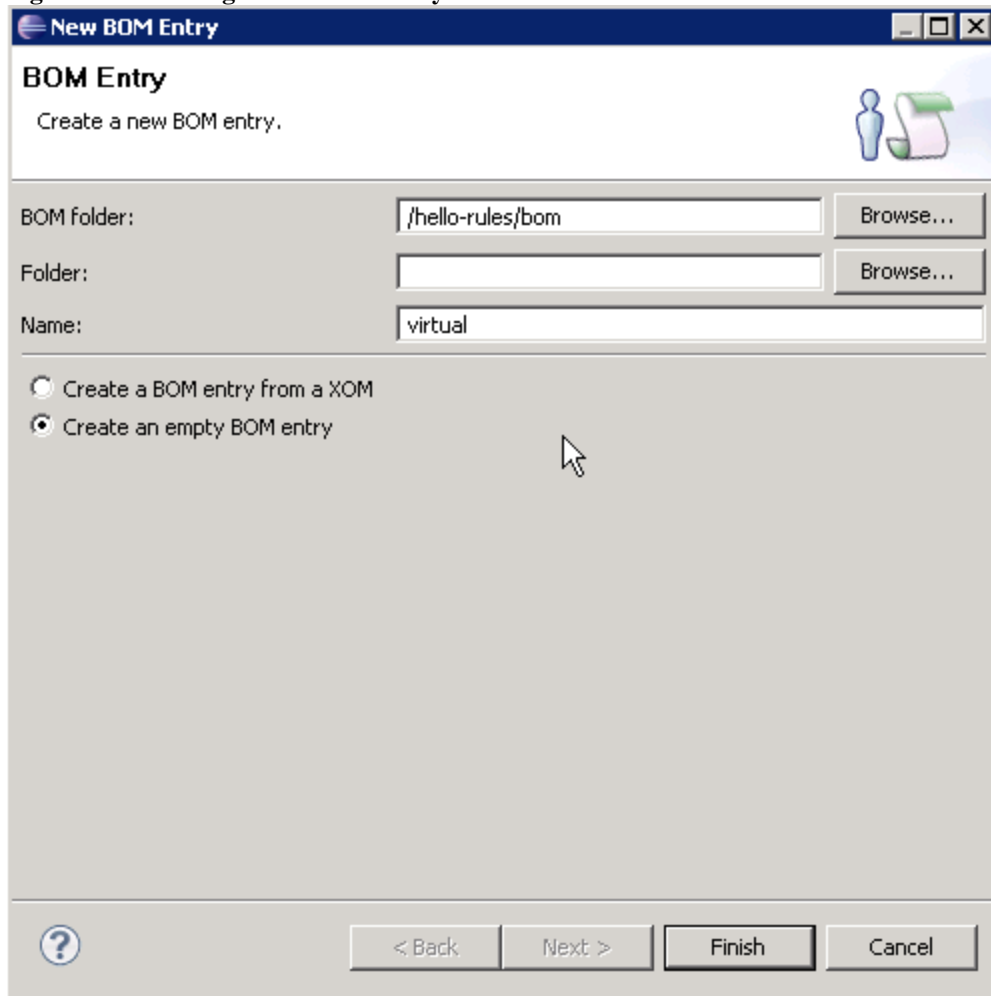 New BOM Entry
BOM Entry
Create a new BOM entry.
BOM folder: /hello-rules/bom Browse...
Folder: Browse...
Name: virtual
Create a BOM entry from a XOM
Create an empty BOM entry
? < Back Next > Finish Cancel